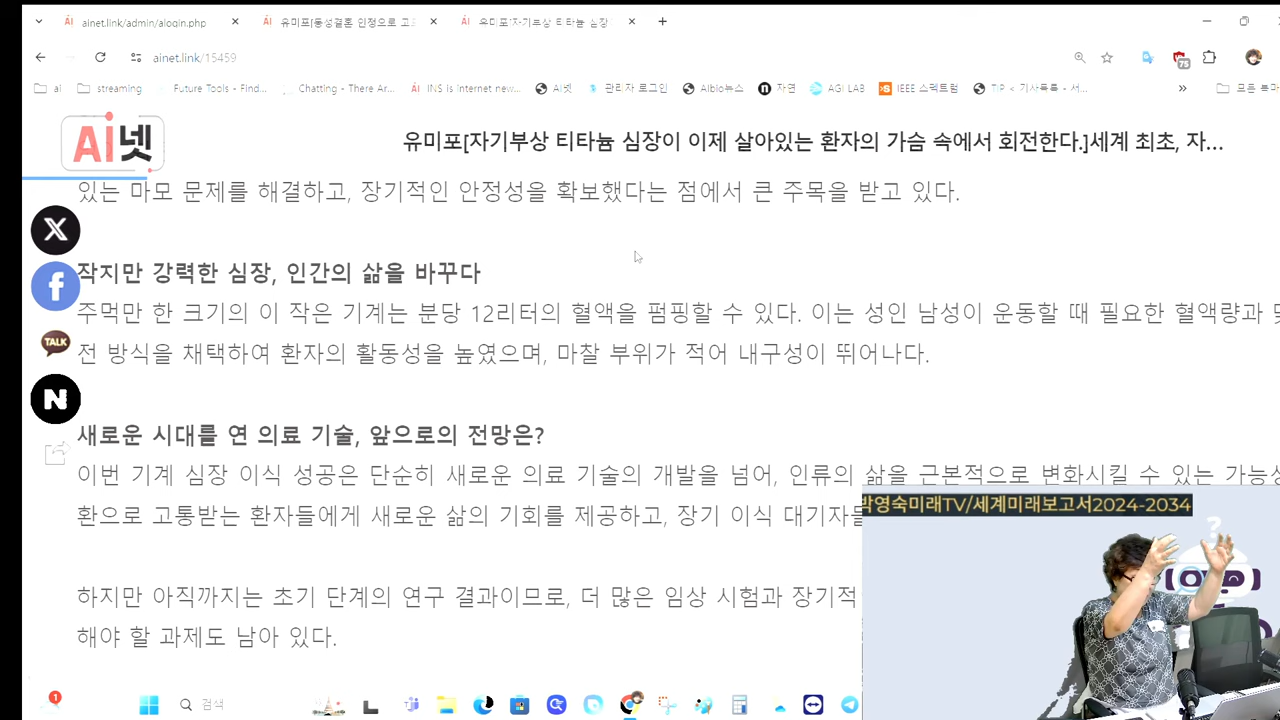 ainet.link/admin/ailogin.php
유미포[동성결혼 인정으로 고
유미포[자기부상 티타늄 심장
ainet.link/15459
75
ai
streaming
Future Tools - Find...
Chatting - There Ar...
INS is Internet new...
AI넷
관리자 로그인
AIbio뉴스
자연
AGI LAB
IEEE 스펙트럼
TIP < 기사목록 - 서...
»
모든 북마
Ai넷
유미포[자기부상 티타늄 심장이 이제 살아있는 환자의 가슴 속에서 회전한다.]세계 최초, 자...
있는 마모 문제를 해결하고, 장기적인 안정성을 확보했다는 점에서 큰 주목을 받고 있다.
작지만 강력한 심장, 인간의 삶을 바꾸다
주먹만 한 크기의 이 작은 기계는 분당 12리터의 혈액을 펌핑할 수 있다. 이는 성인 남성이 운동할 때 필요한 혈액량과
전 방식을 채택하여 환자의 활동성을 높였으며, 마찰 부위가 적어 내구성이 뛰어나다.
TALK
N
새로운 시대를 연 의료 기술, 앞으로의 전망은?
이번 기계 심장 이식 성공은 단순히 새로운 의료 기술의 개발을 넘어, 인류의 삶을 근본적으로 변화시킬 수 있는 가능성
환으로 고통받는 환자들에게 새로운 삶의 기회를 제공하고, 장기 이식 대기자들
박영숙미래TV/세계미래보고서2024-2034
하지만 아직까지는 초기 단계의 연구 결과이므로, 더 많은 임상 시험과 장기적
해야 할 과제도 남아 있다.
1
검색